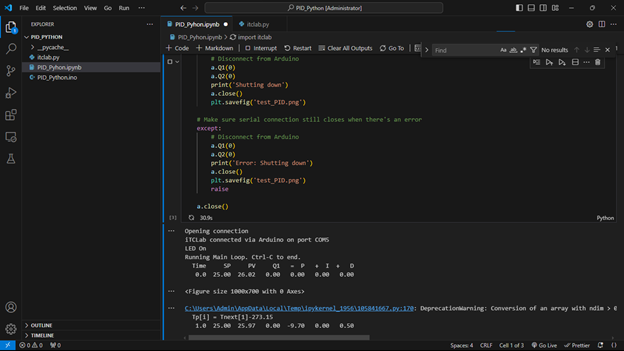 File Edit Selection View Go Run ···
PID_Python [Administrator]
EXPLORER ···
PID_PYTHON
__pycache__
itclab.py
PID_Pyhon.ipynb
PID_Python.ino
OUTLINE
TIMELINE
PID_Pyhon.ipynb
itclab.py
PID_Pyhon.ipynb > import itclab
+ Code + Markdown Interrupt Restart Clear All Outputs Go To
Find
Aa ab .* No results
# Disconnect from Arduino
a.Q1(0)
a.Q2(0)
print('Shutting down')
a.close()
plt.savefig('test_PID.png')
# Make sure serial connection still closes when there's an error
except:
# Disconnect from Arduino
a.Q1(0)
a.Q2(0)
print('Error: Shutting down')
a.close()
plt.savefig('test_PID.png')
raise
a.close()
30.9s
Python
Opening connection
iTCLab connected via Arduino on port COM5
LED On
Running Main Loop. Ctrl-C to end.
Time SP PV Q1 = P + I + D
0.0 25.00 26.02 0.00 0.00 0.00 0.00
<Figure size 1000x700 with 0 Axes>
C:\Users\Admin\AppData\Local\Temp\ipykernel_1956\105841667.py:170: DeprecationWarning: Conversion of an array with ndim > 0
Tp[i] = Tnext[1]-273.15
1.0 25.00 25.97 0.00 -9.70 0.00 0.50
0 0 0 Spaces: 4 CRLF Cell 1 of 3 Go Live Prettier